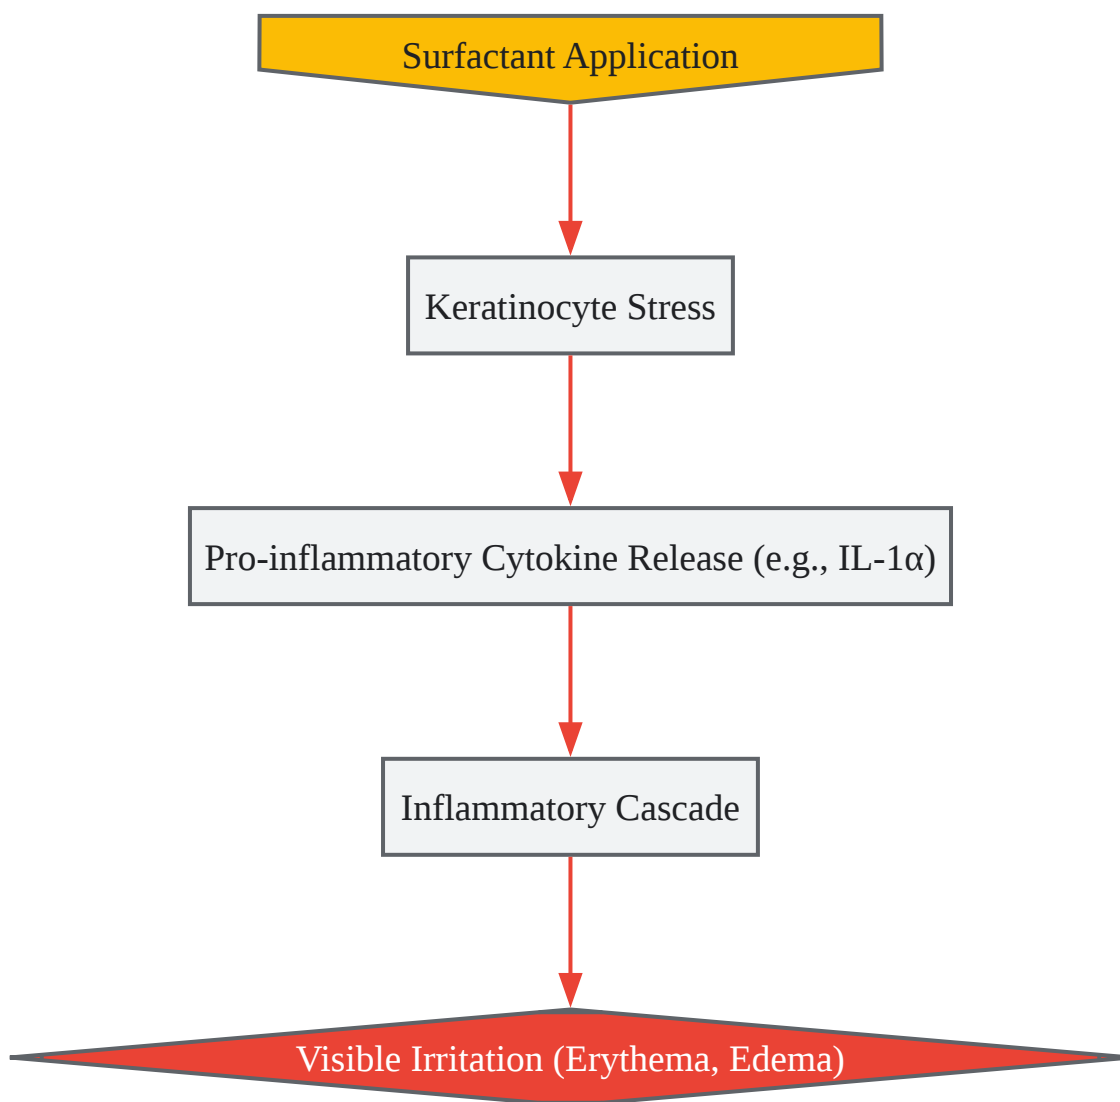 Surfactant Application
Keratinocyte Stress
Pro-inflammatory Cytokine Release (e.g., IL-1α)
Inflammatory Cascade
Visible Irritation (Erythema, Edema)